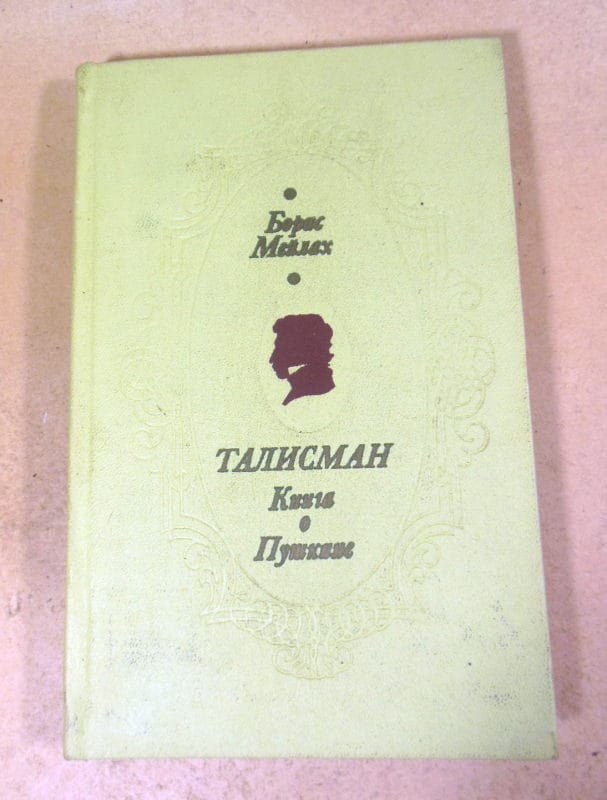 Борис
Мейлах
ТАЛИСМАН
Книга
о
Пушкине